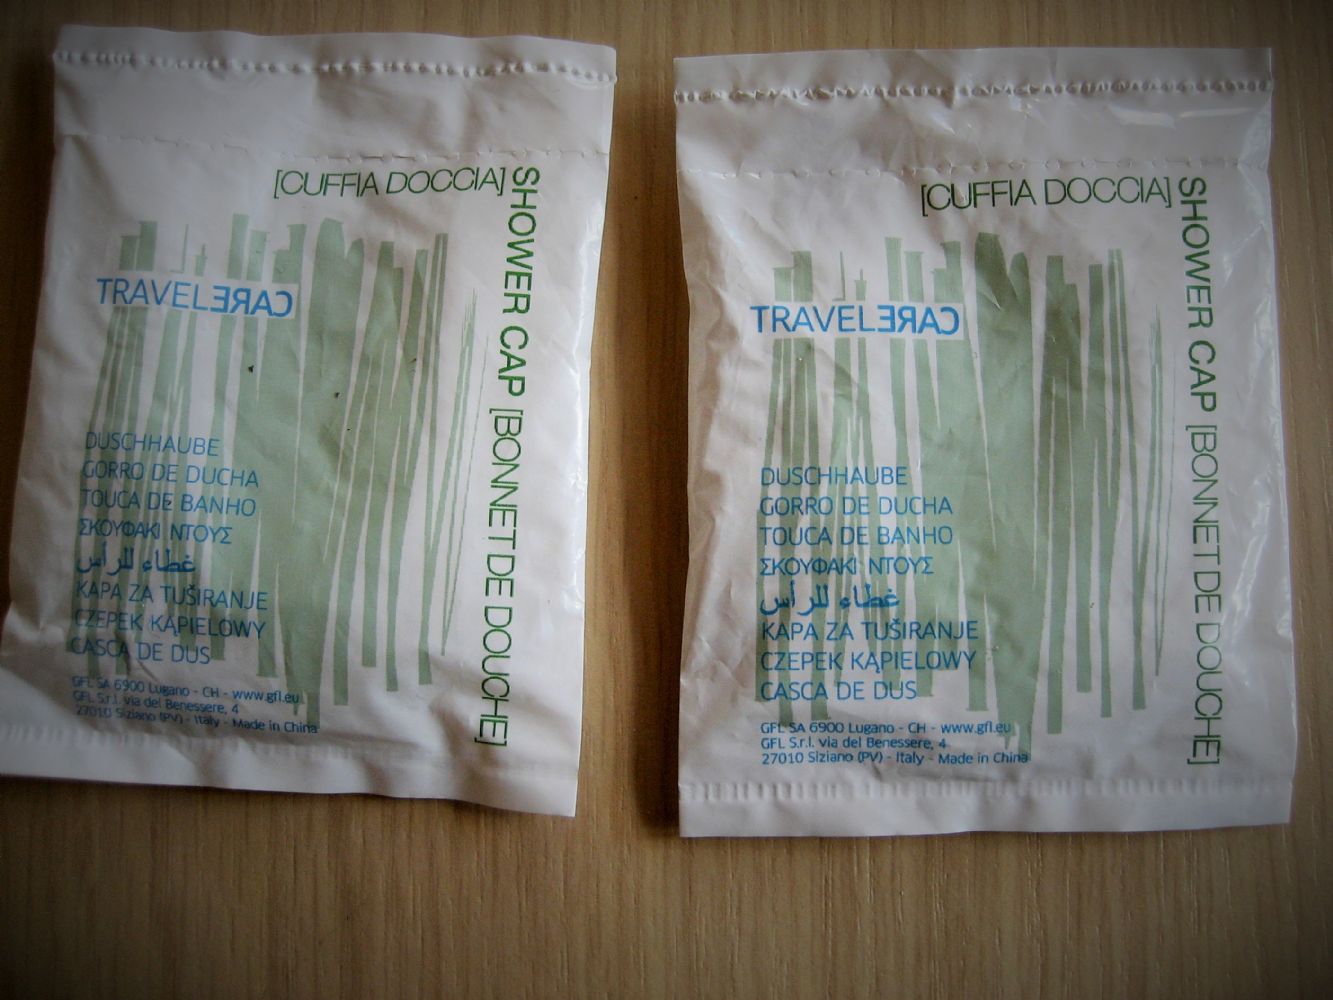 [CUFFIA DOCCIA]
SHOWER CAP [BONNET DE DOUCHE]
TRAVELCARE
DUSCHHAUBE
GORRO DE DUCHA
TOUCA DE BANHO
ΣΚΟΥΦΑΚΙ ΝΤΟΥΣ
غطاء للرأس
KAPA ZA TUŠIRANJE
CZEPEK KĄPIELOWY
CASCA DE DUS
GFL SA 6900 Lugano - CH - www.gfl.eu
GFL S.r.l. via del Benessere, 4
27010 Siziano (PV) - Italy - Made in China
[CUFFIA DOCCIA]
SHOWER CAP [BONNET DE DOUCHE]
TRAVELCARE
DUSCHHAUBE
GORRO DE DUCHA
TOUCA DE BANHO
ΣΚΟΥΦΑΚΙ ΝΤΟΥΣ
غطاء للرأس
KAPA ZA TUŠIRANJE
CZEPEK KĄPIELOWY
CASCA DE DUS
GFL SA 6900 Lugano - CH - www.gfl.eu
GFL S.r.l. via del Benessere, 4
27010 Siziano (PV) - Italy - Made in China